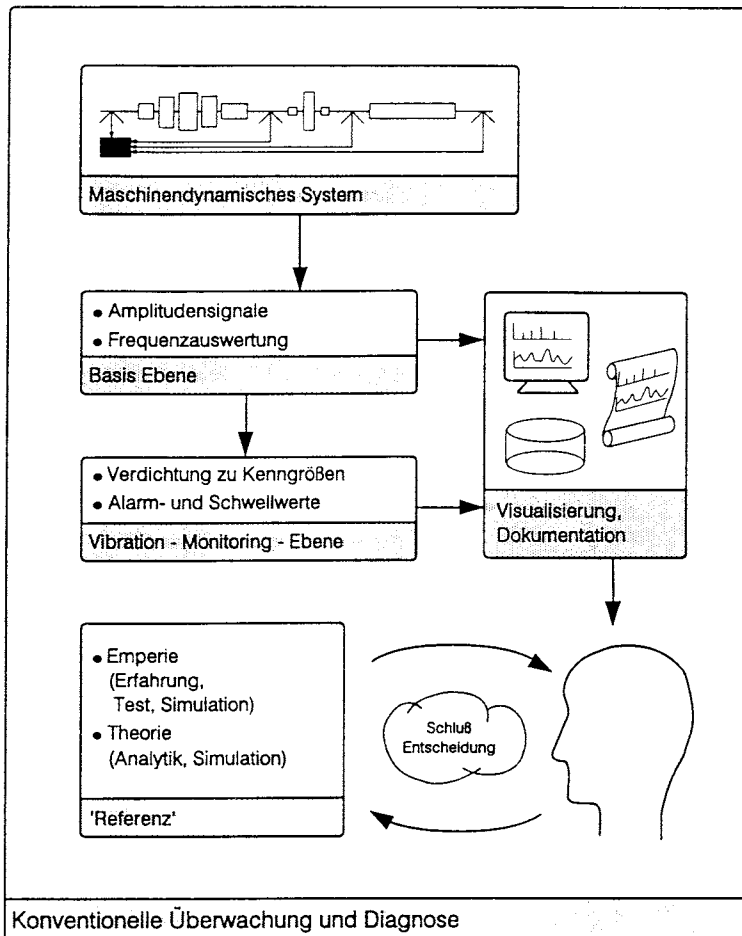 Maschinendynamisches System
• Amplitudensignale
• Frequenzauswertung
Basis Ebene
• Verdichtung zu Kenngrößen
• Alarm- und Schwellwerte
Vibration - Monitoring - Ebene
Visualisierung,
Dokumentation
• Emperie
(Erfahrung,
Test, Simulation)
• Theorie
(Analytik, Simulation)
'Referenz'
Schluß
Entscheidung
Konventionelle Überwachung und Diagnose